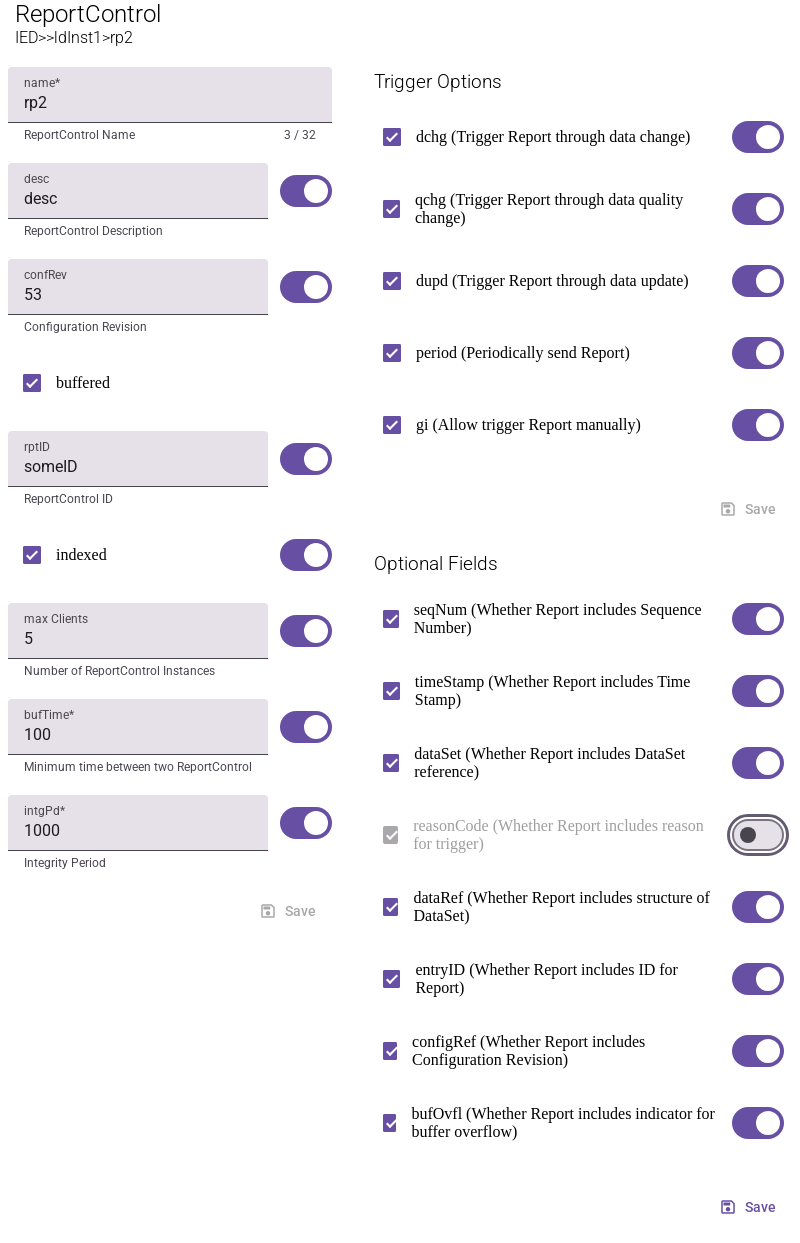 ReportControl
IED>>ldInst1>rp2
name*
rp2
ReportControl Name
3 / 32
desc
desc
ReportControl Description
confRev
53
Configuration Revision
buffered
rptID
someID
ReportControl ID
indexed
max Clients
5
Number of ReportControl Instances
bufTime*
100
Minimum time between two ReportControl
intgPd*
1000
Integrity Period
Save
Trigger Options
dchg (Trigger Report through data change)
qchg (Trigger Report through data quality
change)
dupd (Trigger Report through data update)
period (Periodically send Report)
gi (Allow trigger Report manually)
Save
Optional Fields
seqNum (Whether Report includes Sequence
Number)
timeStamp (Whether Report includes Time
Stamp)
dataSet (Whether Report includes DataSet
reference)
reasonCode (Whether Report includes reason
for trigger)
dataRef (Whether Report includes structure of
DataSet)
entryID (Whether Report includes ID for
Report)
configRef (Whether Report includes
Configuration Revision)
bufOvfl (Whether Report includes indicator for
buffer overflow)
Save